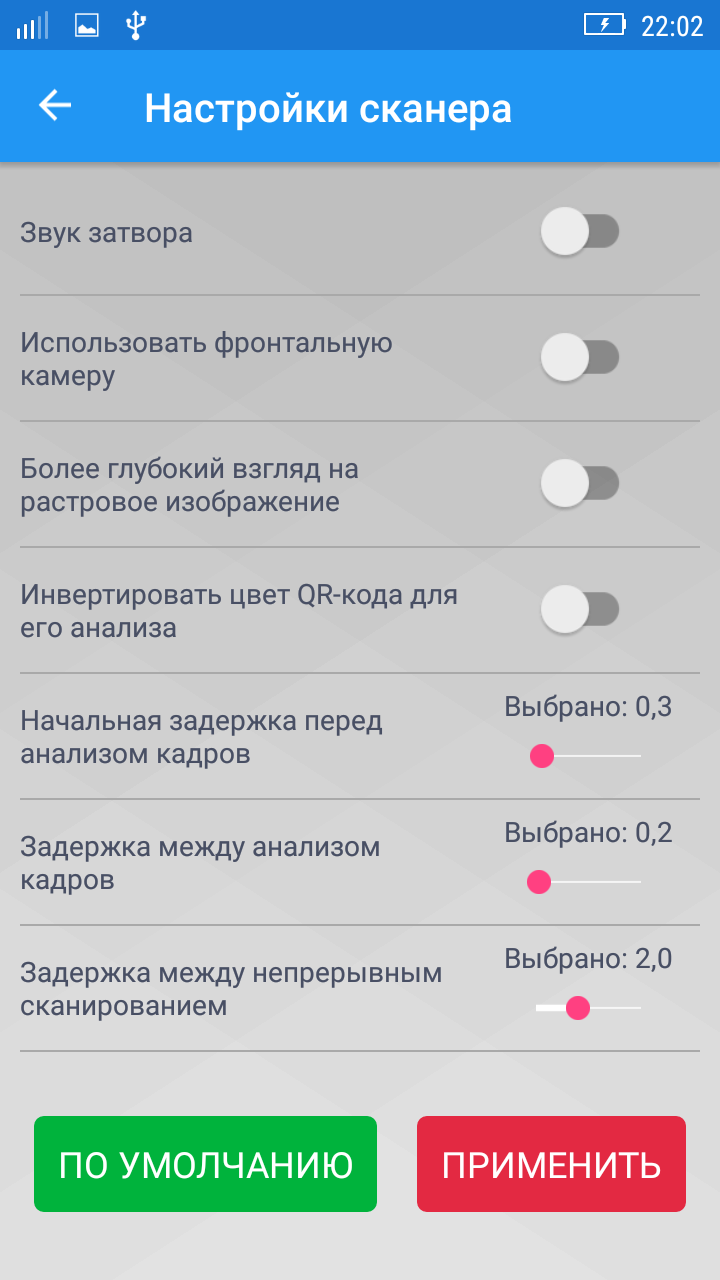 22:02
Настройки сканера
Звук затвора
Использовать фронтальную
камеру
Более глубокий взгляд на
растровое изображение
Инвертировать цвет QR-кода для
его анализа
Начальная задержка перед
анализом кадров
Выбрано: 0,3
Задержка между анализом
кадров
Выбрано: 0,2
Задержка между непрерывным
сканированием
Выбрано: 2,0
ПО УМОЛЧАНИЮ
ПРИМЕНИТЬ